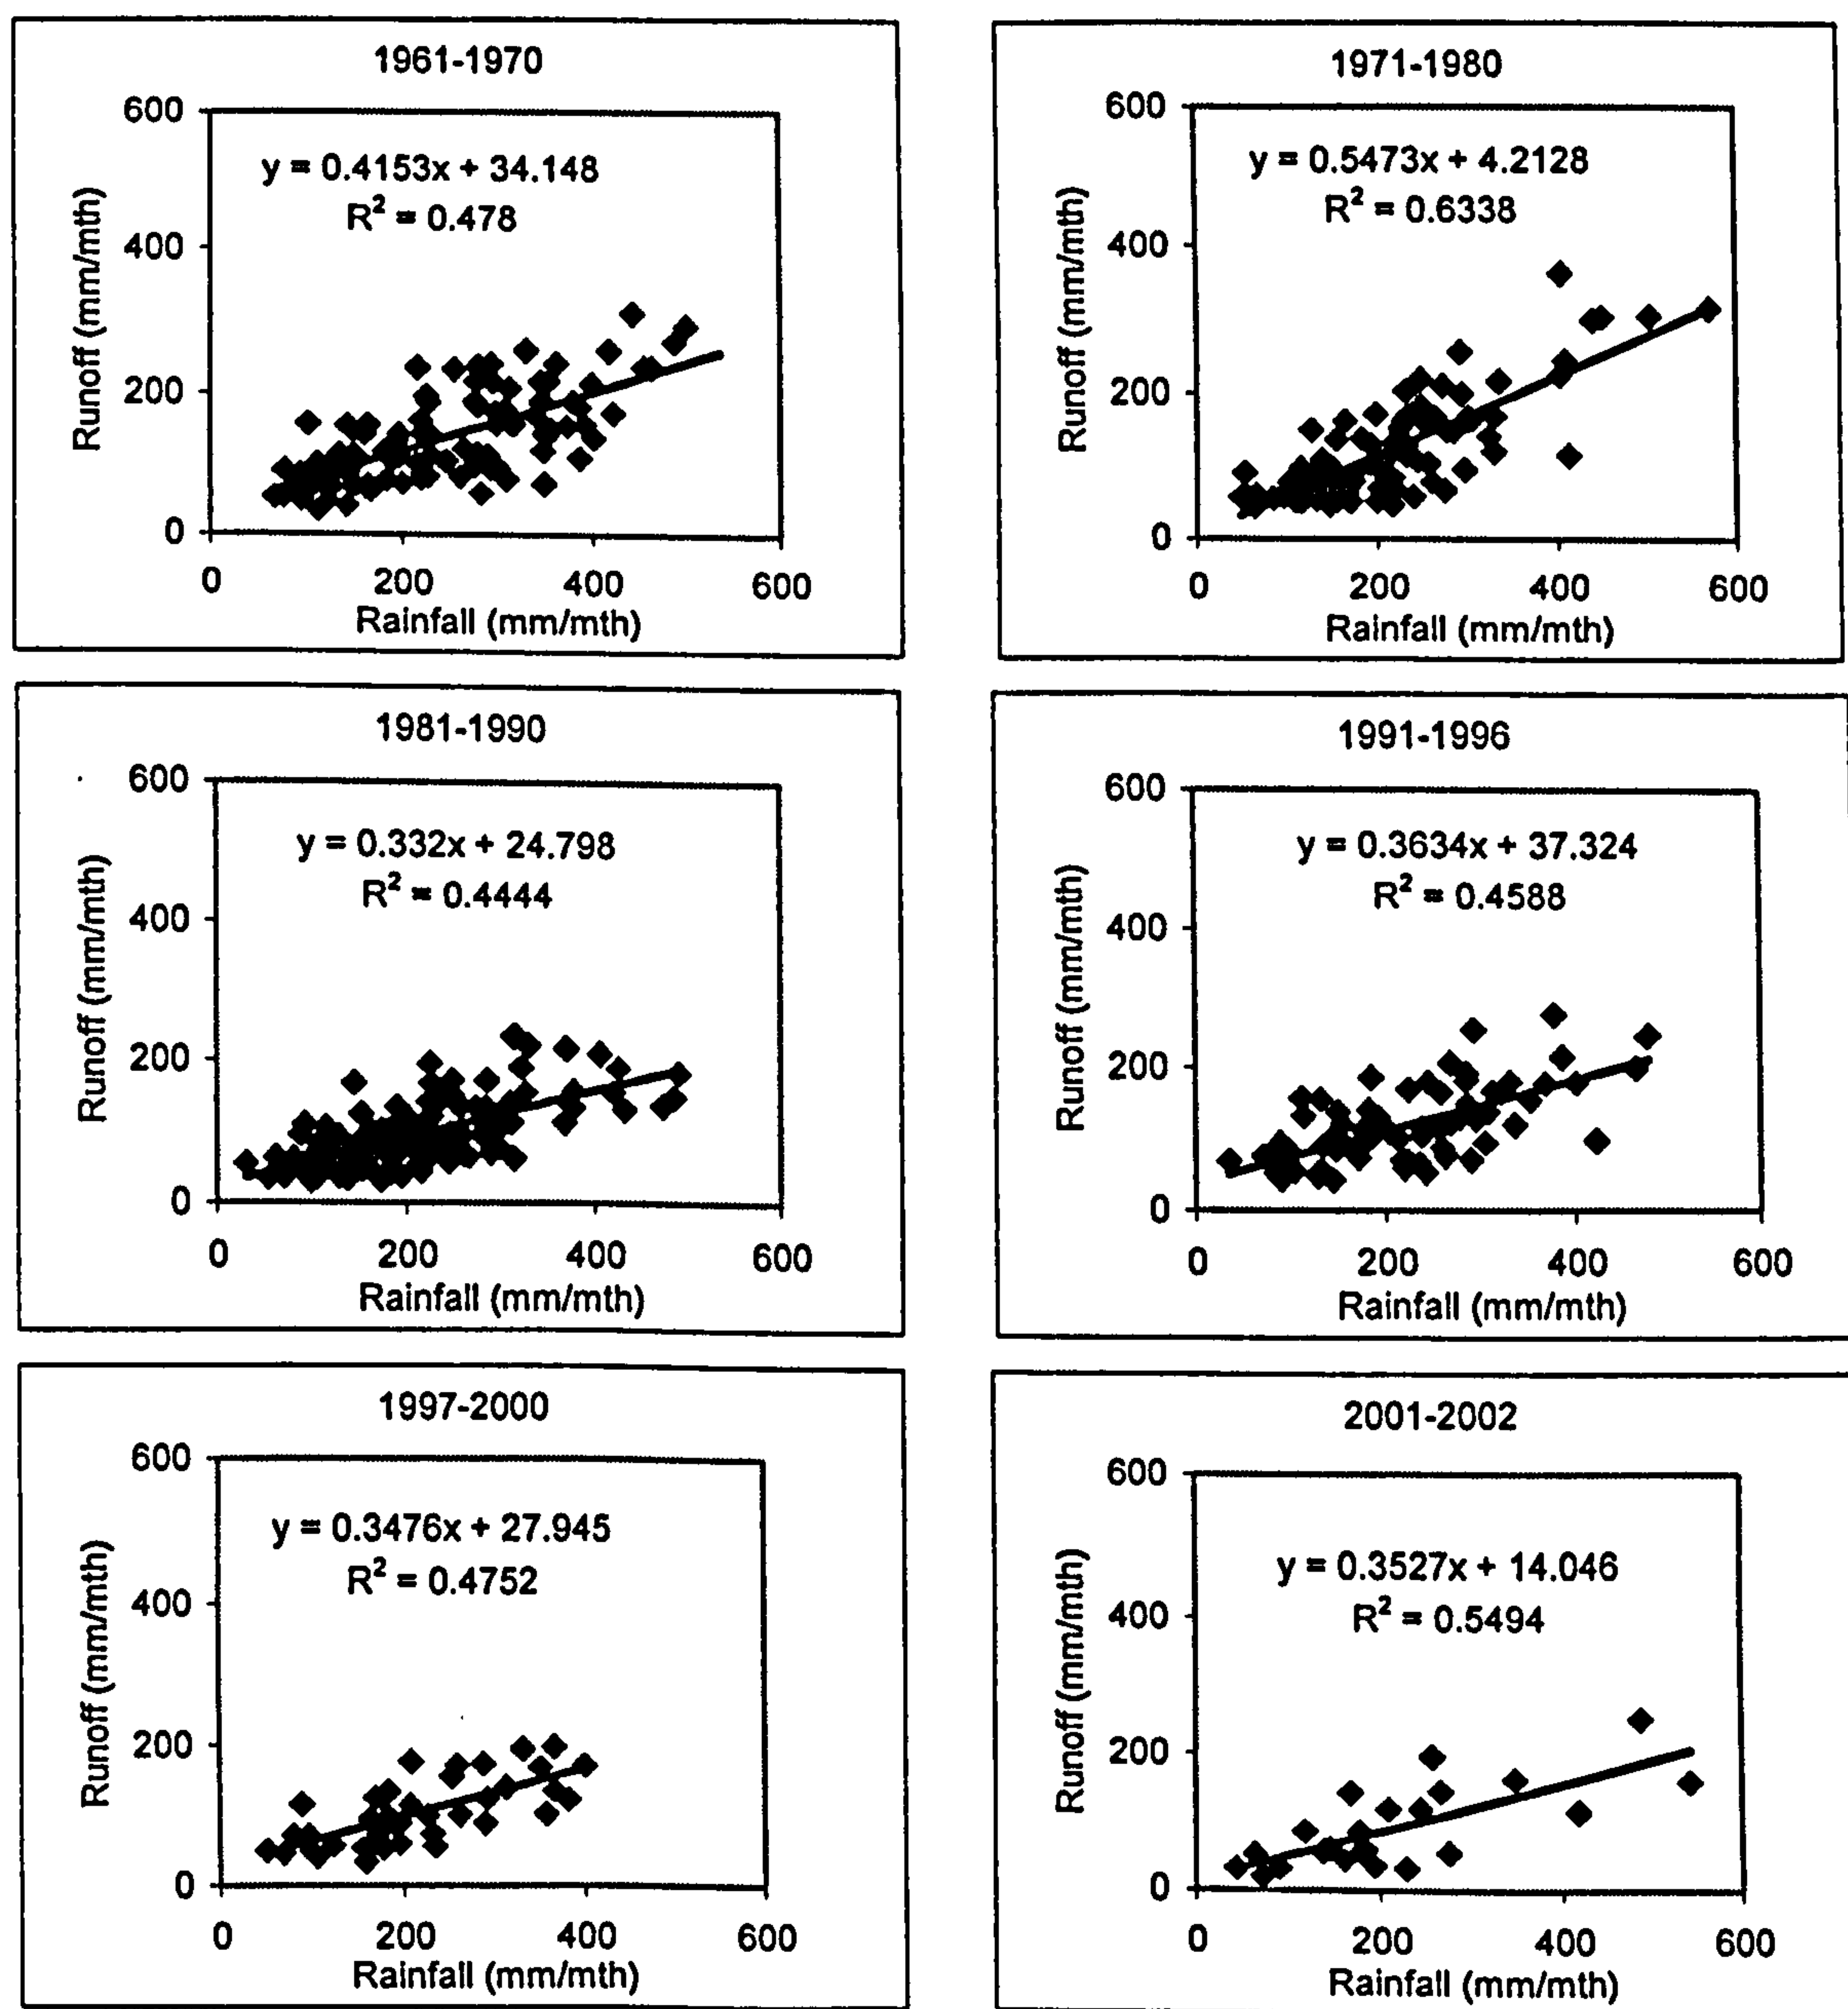 1961-1970
600
y = 0.4153x + 34.148
R² = 0.478
400
200
0
Runoff (mm/mth)
0 200 400 600
Rainfall (mm/mth)
1971-1980
600
y = 0.5473x + 4.2128
R² = 0.6338
400
200
0
Runoff (mm/mth)
0 200 400 600
Rainfall (mm/mth)
1981-1990
600
y = 0.332x + 24.798
R² = 0.4444
400
200
0
Runoff (mm/mth)
0 200 400 600
Rainfall (mm/mth)
1991-1996
600
y = 0.3634x + 37.324
R² = 0.4588
400
200
0
Runoff (mm/mth)
0 200 400 600
Rainfall (mm/mth)
1997-2000
600
y = 0.3476x + 27.945
R² = 0.4752
400
200
0
Runoff (mm/mth)
0 200 400 600
Rainfall (mm/mth)
2001-2002
600
y = 0.3527x + 14.046
R² = 0.5494
400
200
0
Runoff (mm/mth)
0 200 400 600
Rainfall (mm/mth)